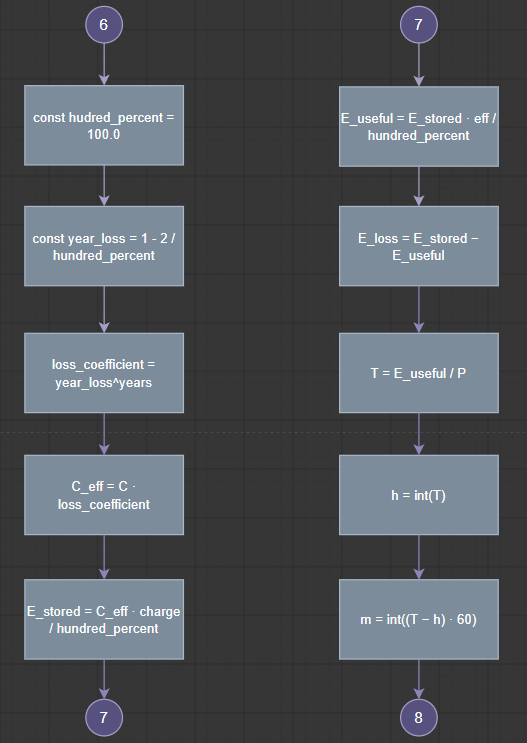 6
const hudred_percent =
100.0
const year_loss = 1 - 2 /
hundred_percent
loss_coefficient =
year_loss^years
C_eff = C ·
loss_coefficient
E_stored = C_eff · charge
/ hundred_percent
7
7
E_useful = E_stored · eff /
hundred_percent
E_loss = E_stored −
E_useful
T = E_useful / P
h = int(T)
m = int((T − h) · 60)
8